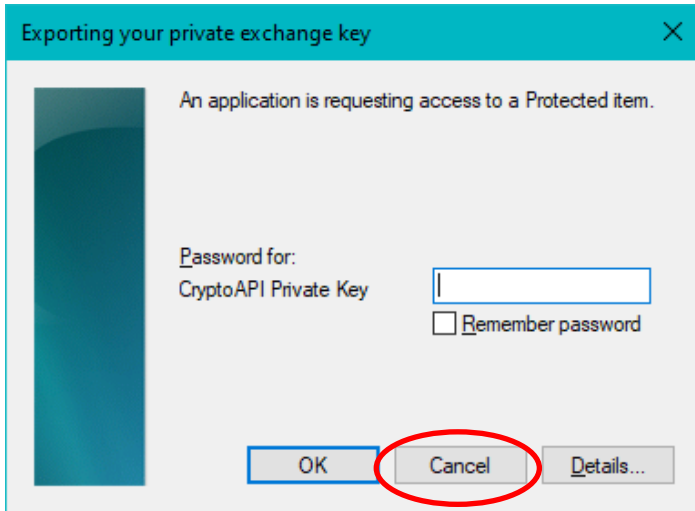 Exporting your private exchange key
An application is requesting access to a Protected item.
Password for:
CryptoAPI Private Key
Remember password
OK Cancel Details...